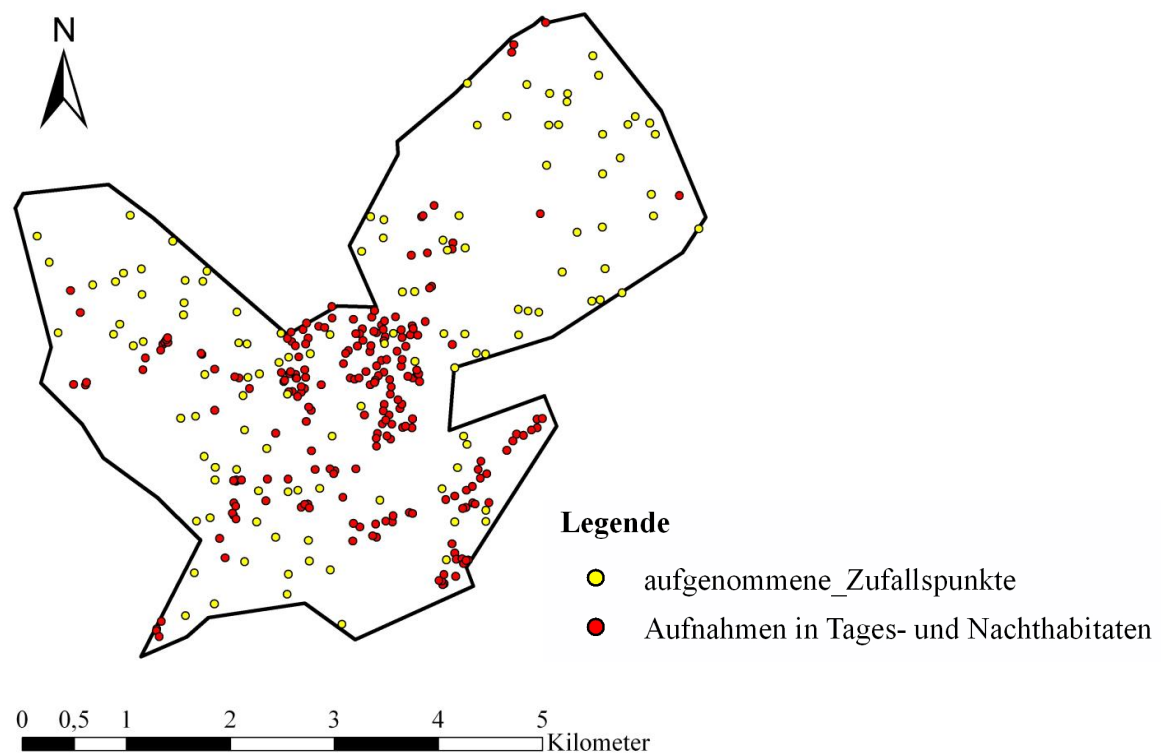 N
Legende
aufgenommene_Zufallspunkte
Aufnahmen in Tages- und Nachthabitaten
0 0,5 1 2 3 4 5
Kilometer